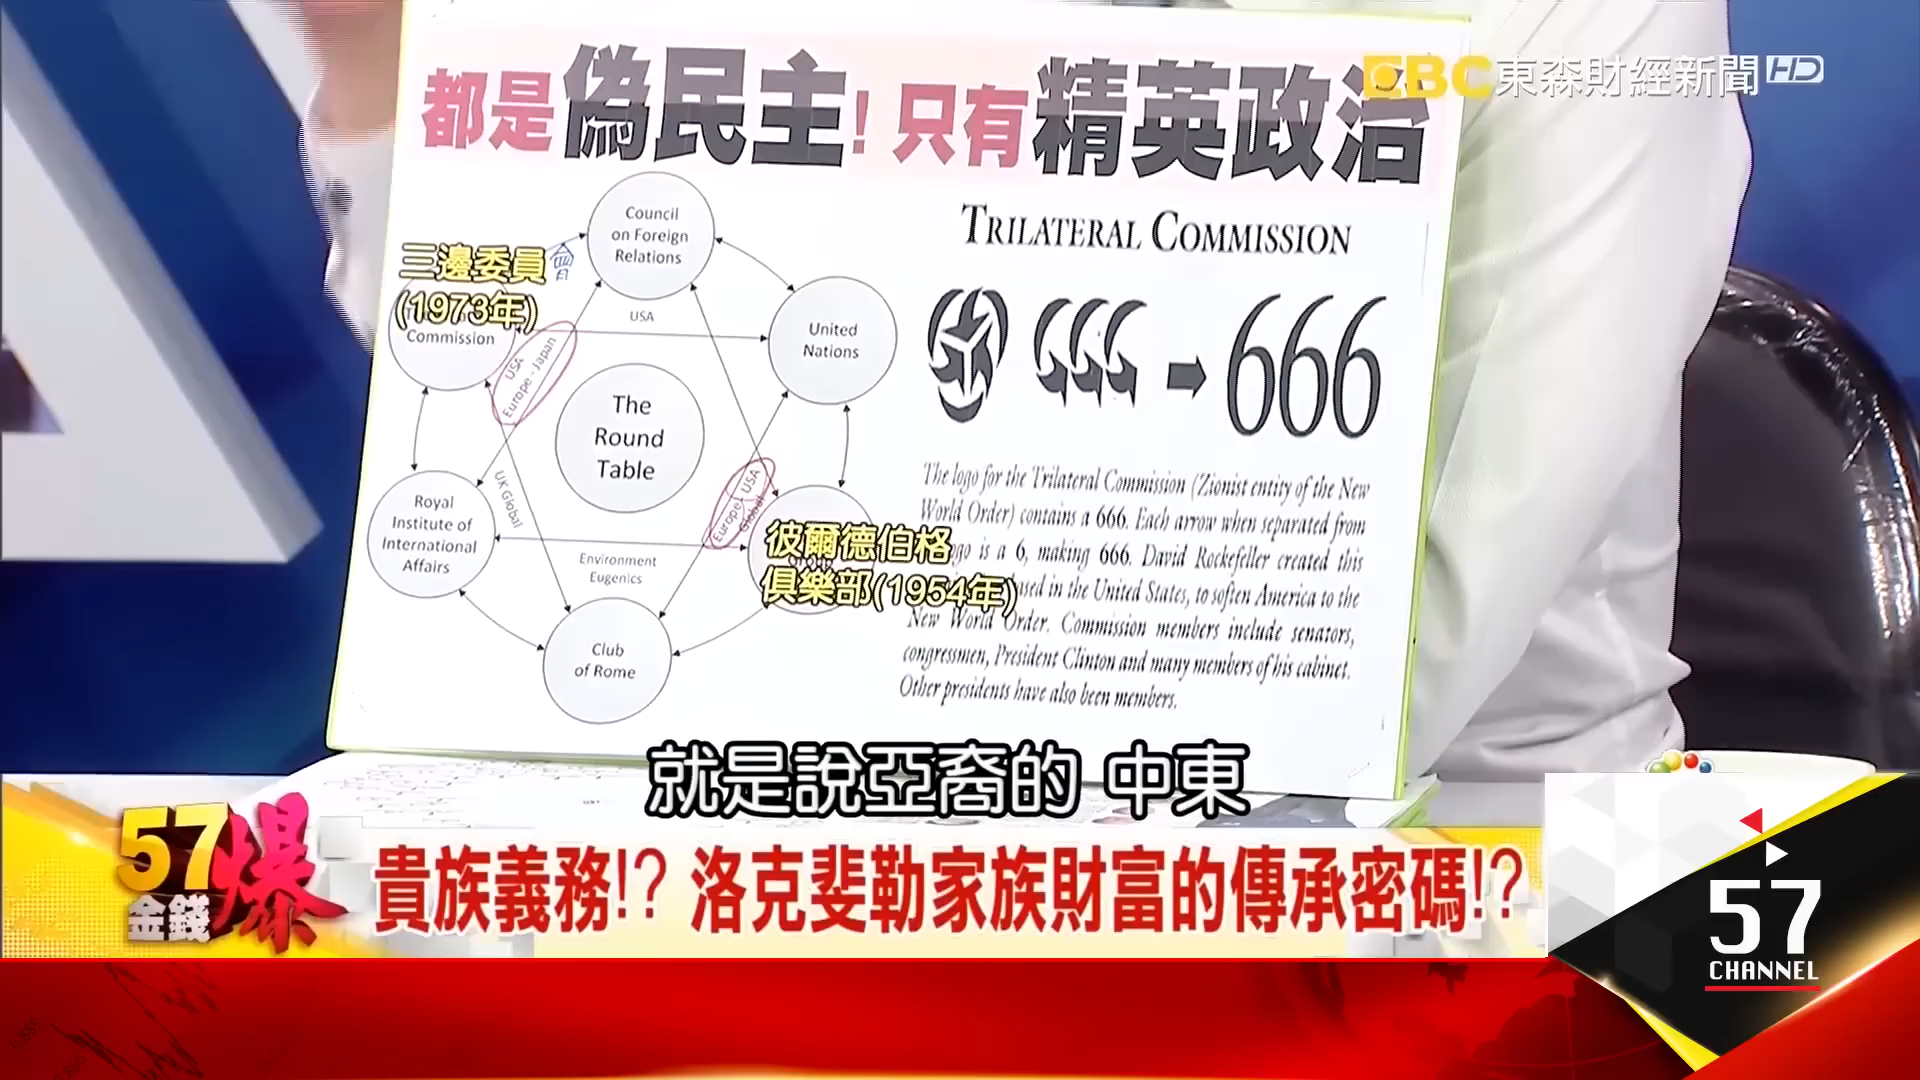 都是偽民主! 只有精英政治
EBC東森財經新聞HD
Council
on Foreign
Relations
三邊委員會
(1973年)
Commission
USA
USA
Europe - Japan
United
Nations
The
Round
Table
Royal
Institute of
International
Affairs
UK Global
Europe - USA
Global
Environment
Eugenics
彼爾德伯格
俱樂部(1954年)
Group
Club
of Rome
TRILATERAL COMMISSION
666
The logo for the Trilateral Commission (Zionist entity of the New
World Order) contains a 666. Each arrow when separated from
logo is a 6, making 666. David Rockefeller created this
used in the United States, to soften America to the
New World Order. Commission members include senators,
congressmen, President Clinton and many members of his cabinet.
Other presidents have also been members.
就是說亞裔的 中東
57
金錢
爆
貴族義務!? 洛克斐勒家族財富的傳承密碼!?
57
CHANNEL